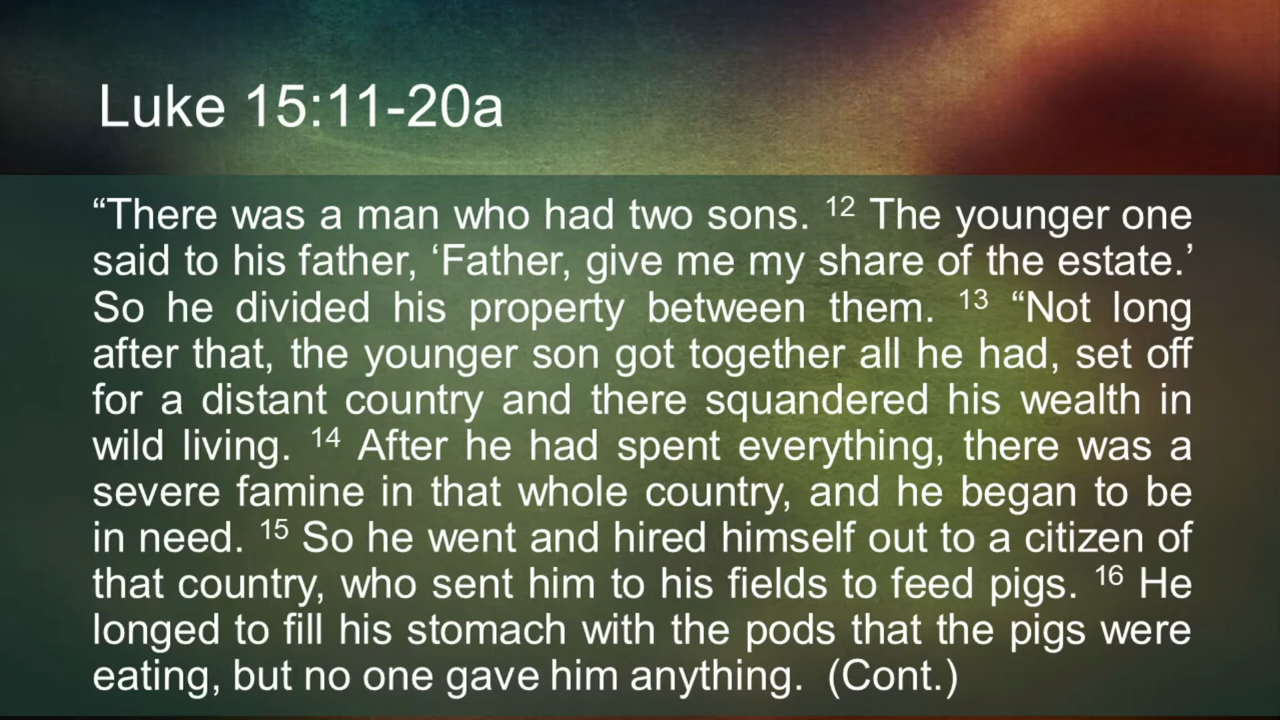 Luke 15:11-20a
“There was a man who had two sons. 12 The younger one
said to his father, ‘Father, give me my share of the estate.’
So he divided his property between them. 13 “Not long
after that, the younger son got together all he had, set off
for a distant country and there squandered his wealth in
wild living. 14 After he had spent everything, there was a
severe famine in that whole country, and he began to be
in need. 15 So he went and hired himself out to a citizen of
that country, who sent him to his fields to feed pigs. 16 He
longed to fill his stomach with the pods that the pigs were
eating, but no one gave him anything. (Cont.)